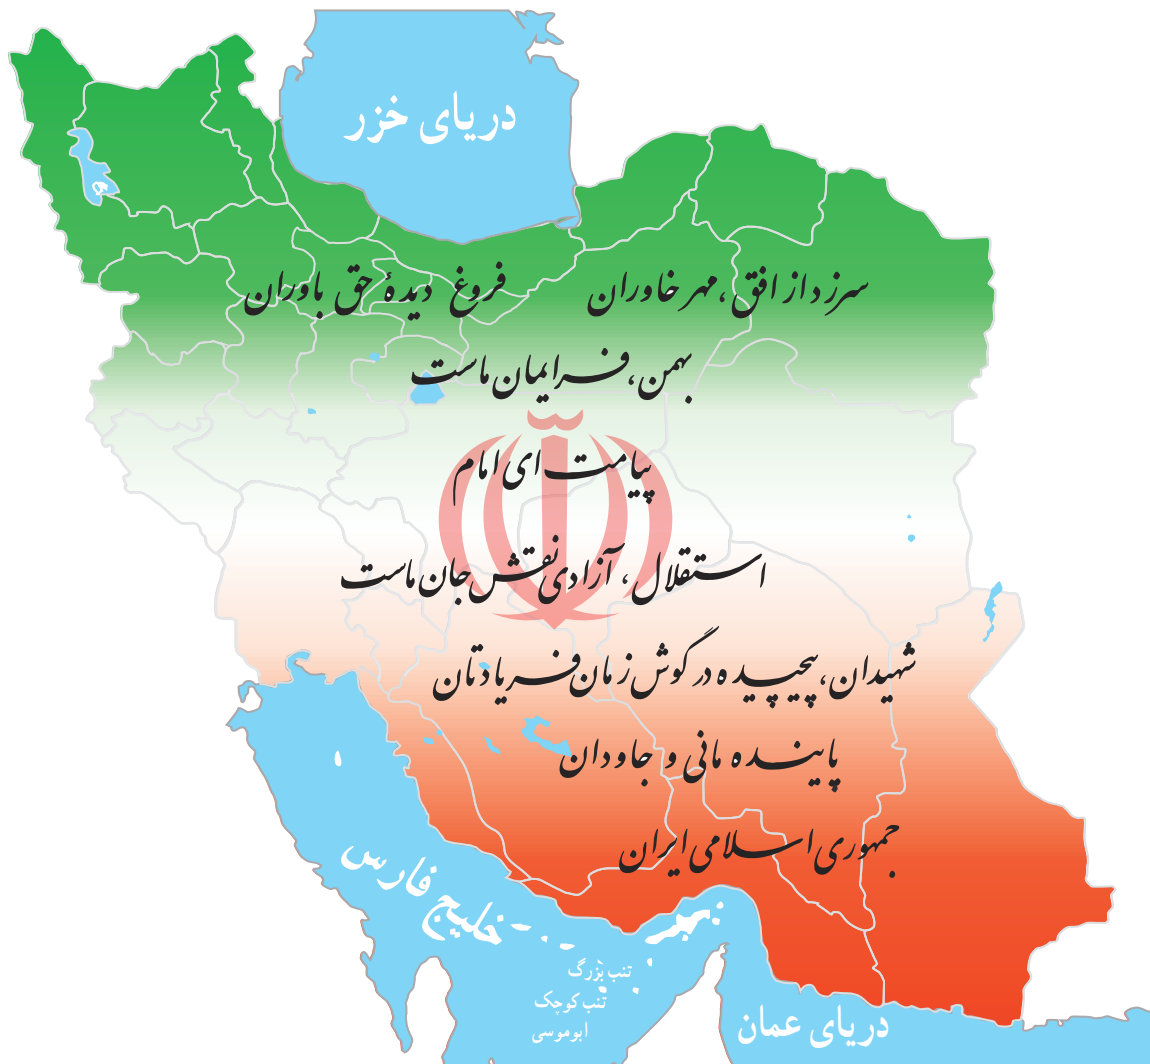 دریای خزر
سر زد از افق، مهر خاوران
فروغ دیدهٔ حق باوران
بهمن، فر ایمان ماست
پیامت ای امام
استقلال، آزادی نقش جان ماست
شهیدان، پیچیده در گوش زمان فریادتان
پاینده مانی و جاودان
جمهوری اسلامی ایران
خلیج فارس
تنب بزرگ
تنب کوچک
ابوموسی
دریای عمان